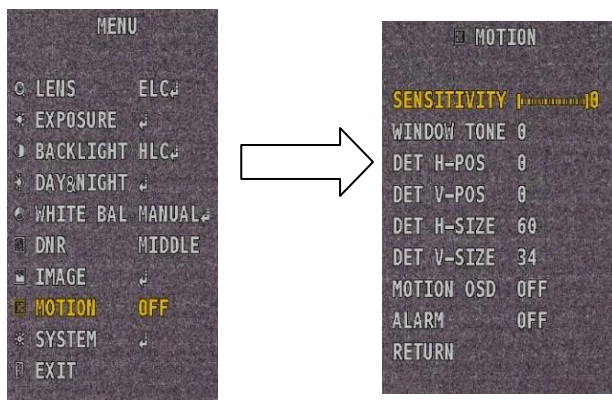 MENU
LENS ELC↲
EXPOSURE ↲
BACKLIGHT HLC↲
DAY&NIGHT ↲
WHITE BAL MANUAL↲
DNR MIDDLE
IMAGE ↲
MOTION OFF
SYSTEM ↲
EXIT
MOTION
SENSITIVITY 0
WINDOW TONE 0
DET H-POS 0
DET V-POS 0
DET H-SIZE 60
DET V-SIZE 34
MOTION OSD OFF
ALARM OFF
RETURN